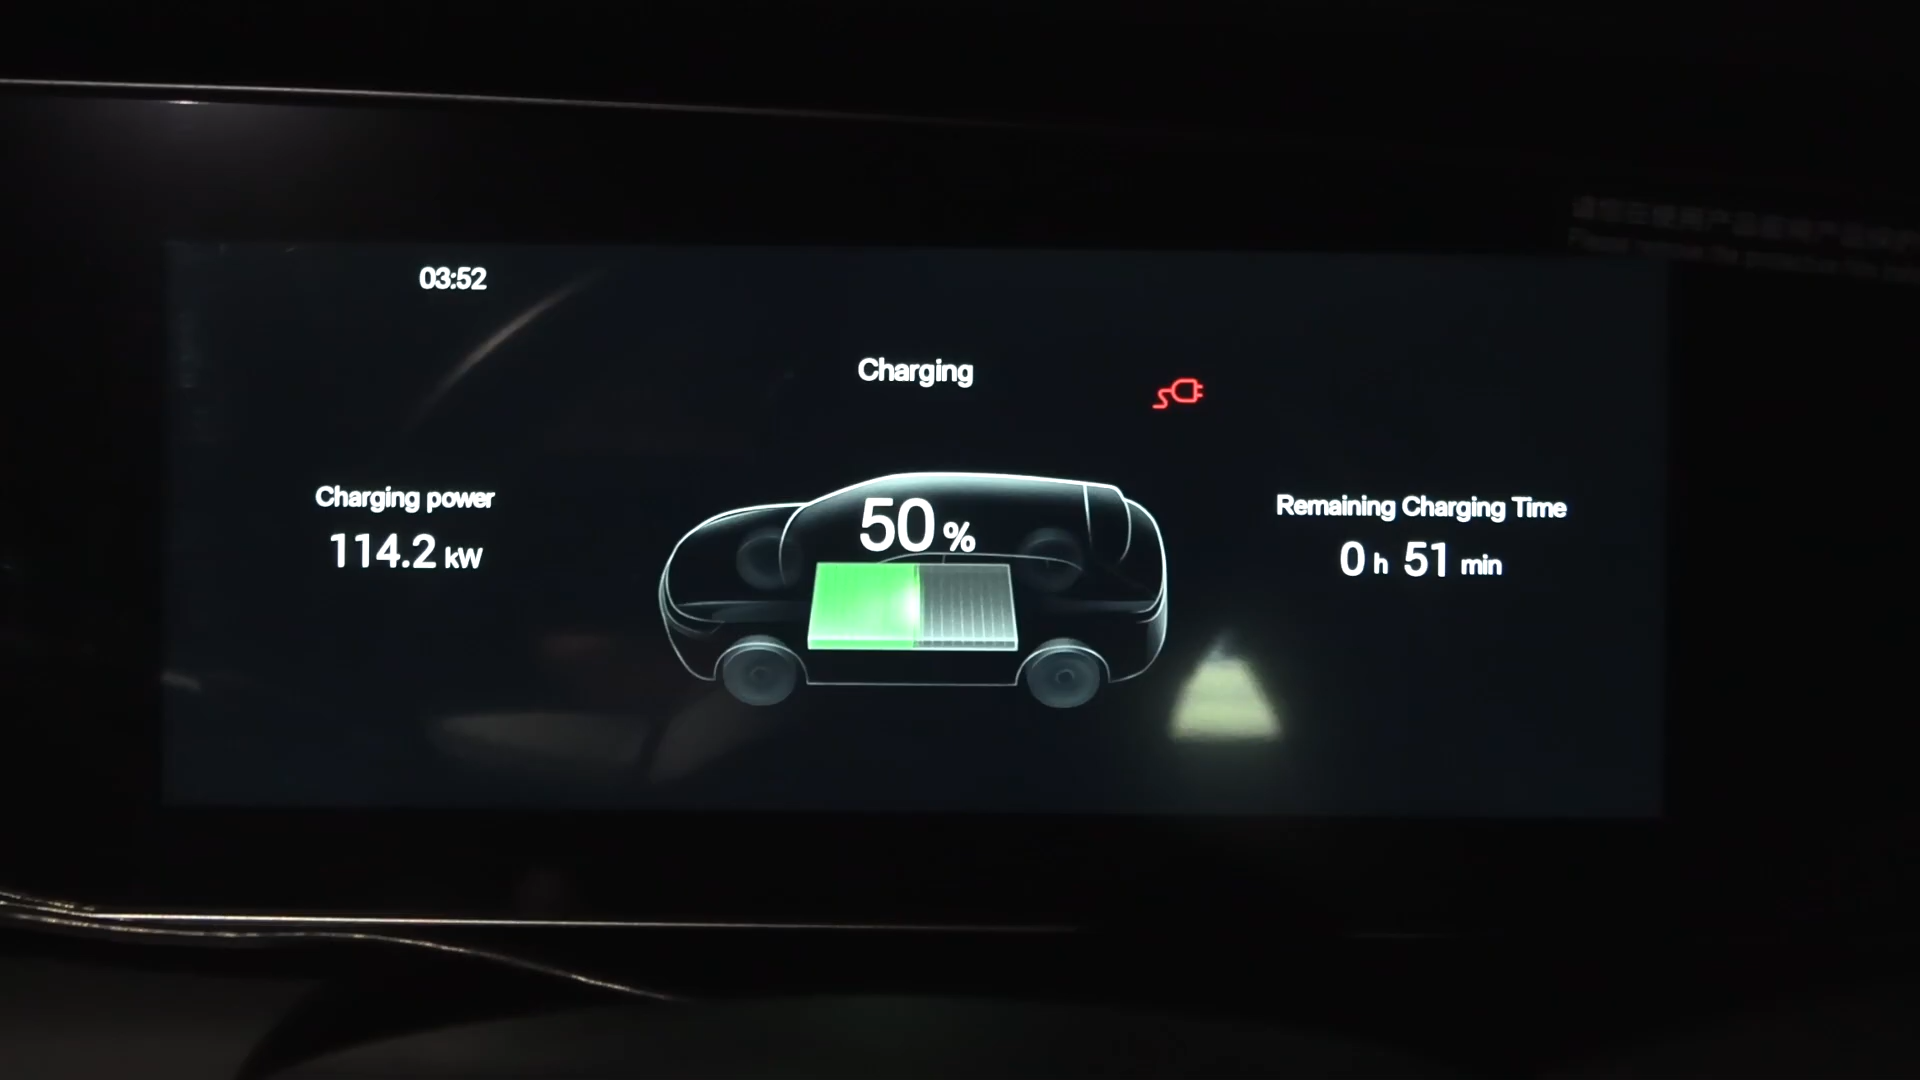 03:52
Charging
Charging power
114.2 kW
50 %
Remaining Charging Time
0 h 51 min